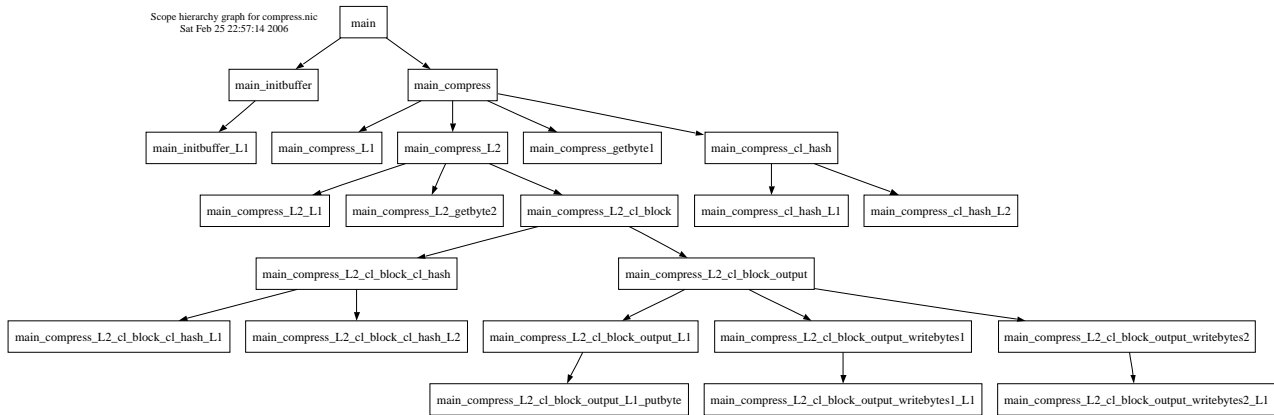 Scope hierarchy graph for compress.nic
Sat Feb 25 22:57:14 2006
main
main_initbuffer
main_compress
main_initbuffer_L1
main_compress_L1
main_compress_L2
main_compress_getbyte1
main_compress_cl_hash
main_compress_L2_L1
main_compress_L2_getbyte2
main_compress_L2_cl_block
main_compress_cl_hash_L1
main_compress_cl_hash_L2
main_compress_L2_cl_block_cl_hash
main_compress_L2_cl_block_output
main_compress_L2_cl_block_cl_hash_L1
main_compress_L2_cl_block_cl_hash_L2
main_compress_L2_cl_block_output_L1
main_compress_L2_cl_block_output_writebytes1
main_compress_L2_cl_block_output_writebytes2
main_compress_L2_cl_block_output_L1_putbyte
main_compress_L2_cl_block_output_writebytes1_L1
main_compress_L2_cl_block_output_writebytes2_L1